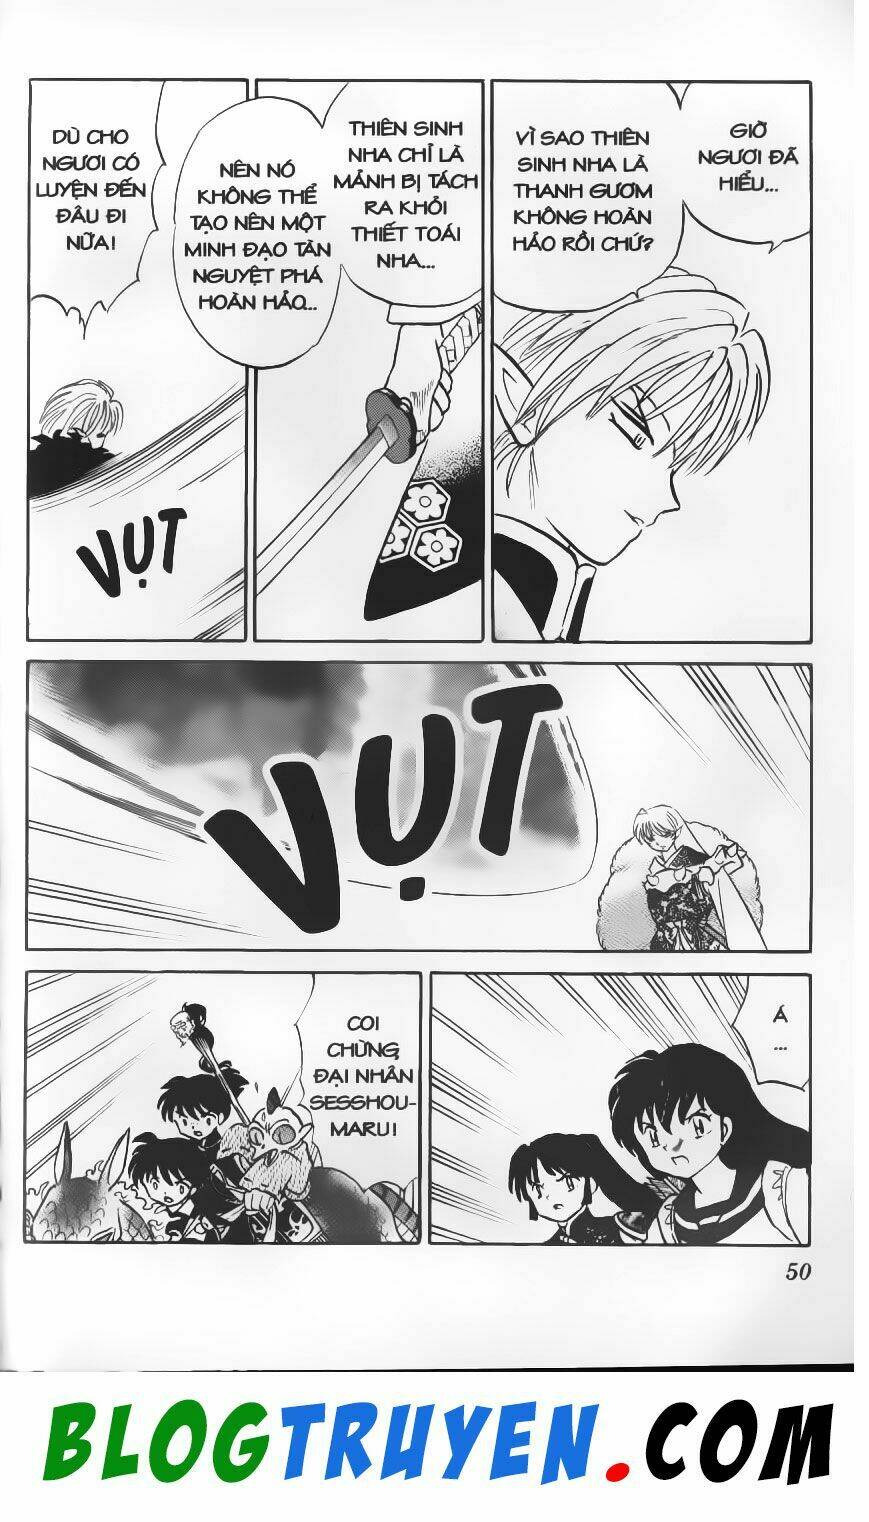 GIỜ
NGƯƠI ĐÃ
HIỂU...
VÌ SAO THIÊN
SINH NHA LÀ
THANH GƯƠM
KHÔNG HOÀN
HẢO RỒI CHỨ?
THIÊN SINH
NHA CHỈ LÀ
MẢNH BỊ TÁCH
RA KHỎI
THIẾT TOÁI
NHA...
NÊN NÓ
KHÔNG THỂ
TẠO NÊN MỘT
MINH ĐẠO TÀN
NGUYỆT PHÁ
HOÀN HẢO...
DÙ CHO
NGƯƠI CÓ
LUYỆN ĐẾN
ĐÂU ĐI
NỮA!
VỤT
VỤT
Á
...
COI
CHỪNG,
ĐẠI NHÂN
SESSHOU-
MARU!
50
BLOGTRUYEN.COM